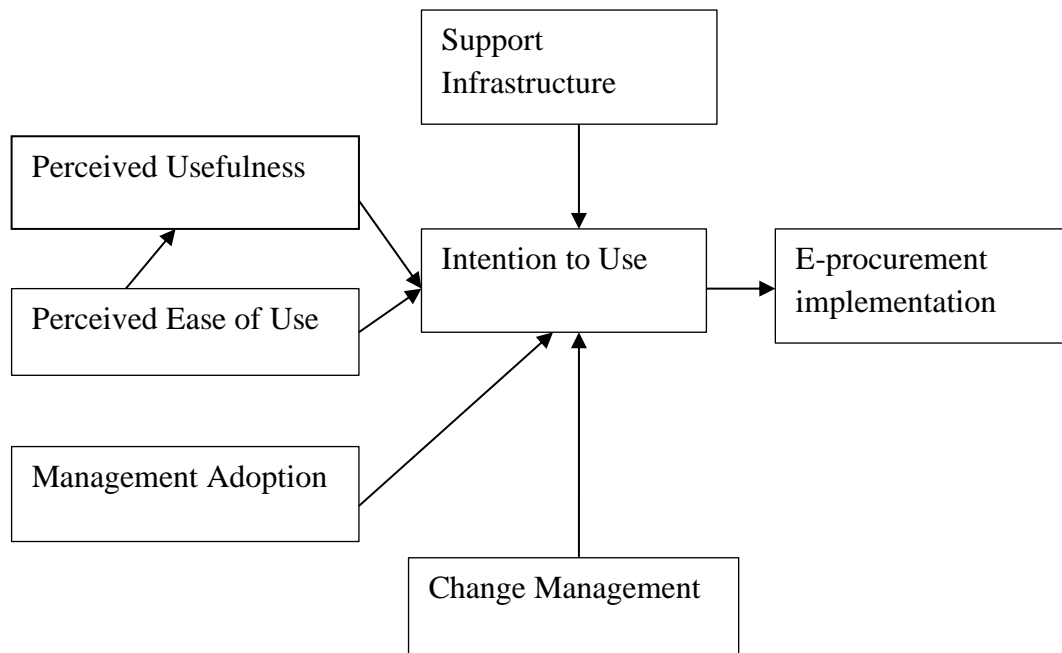 Support
Infrastructure
Perceived Usefulness
Intention to Use
E-procurement
implementation
Perceived Ease of Use
Management Adoption
Change Management